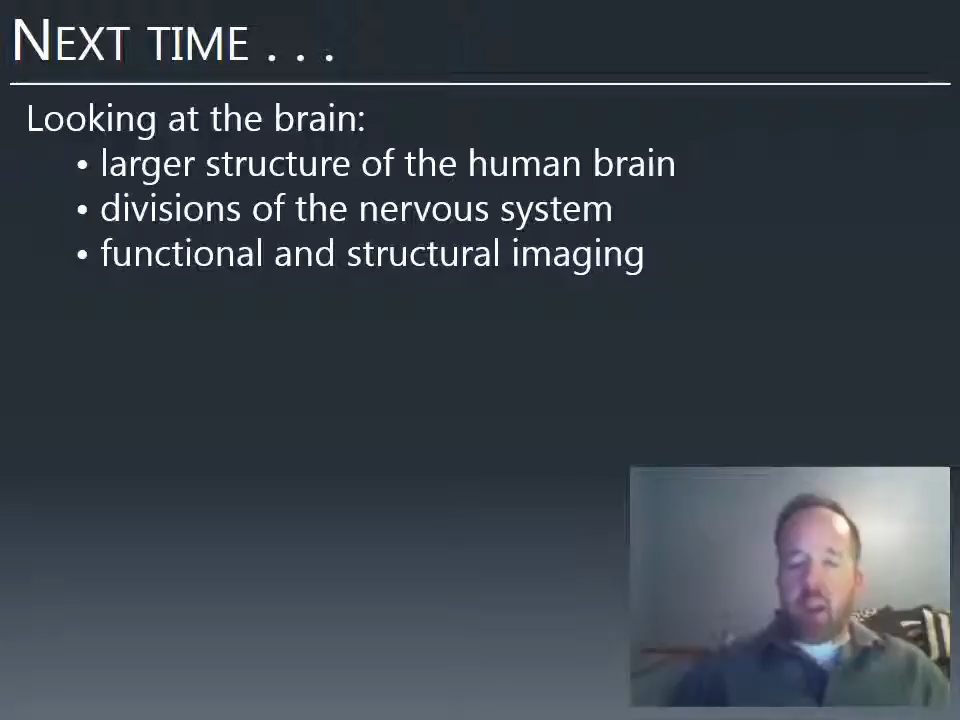 NEXT TIME . . .
Looking at the brain:
• larger structure of the human brain
• divisions of the nervous system
• functional and structural imaging